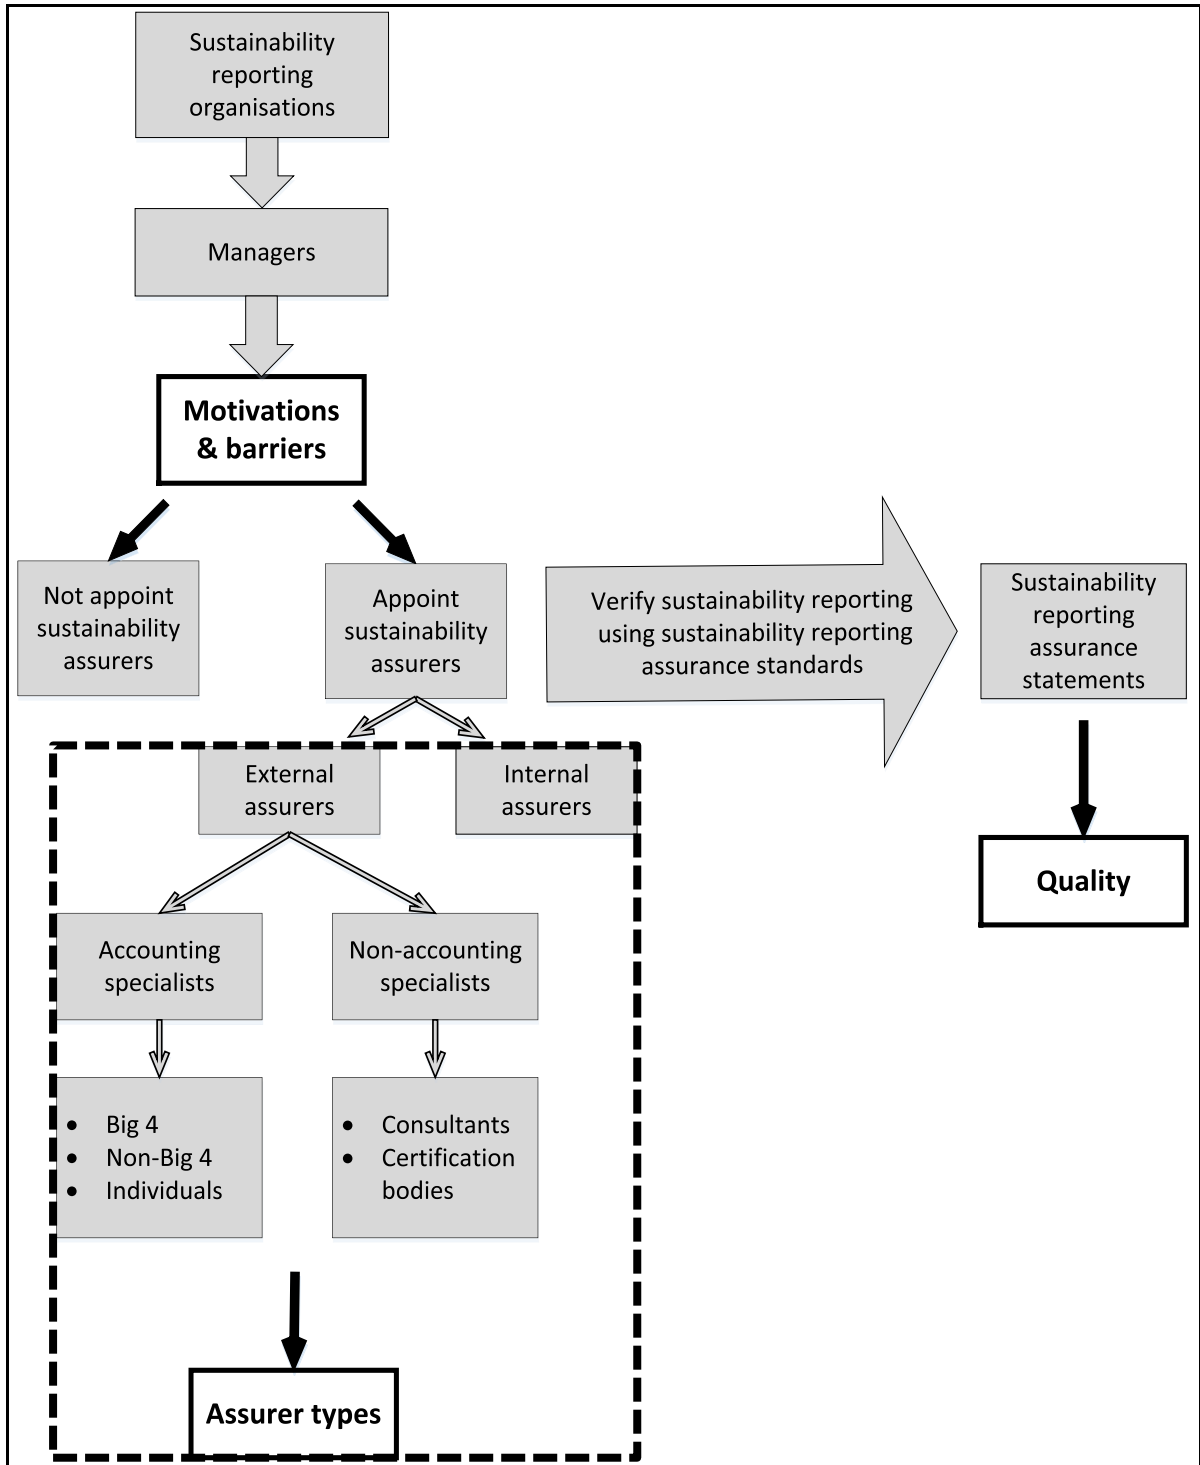 Sustainability
reporting
organisations
Managers
Motivations
& barriers
Not appoint
sustainability
assurers
Appoint
sustainability
assurers
Verify sustainability reporting
using sustainability reporting
assurance standards
Sustainability
reporting
assurance
statements
External
assurers
Internal
assurers
Quality
Accounting
specialists
Non-accounting
specialists
• Big 4
• Non-Big 4
• Individuals
• Consultants
• Certification
bodies
Assurer types